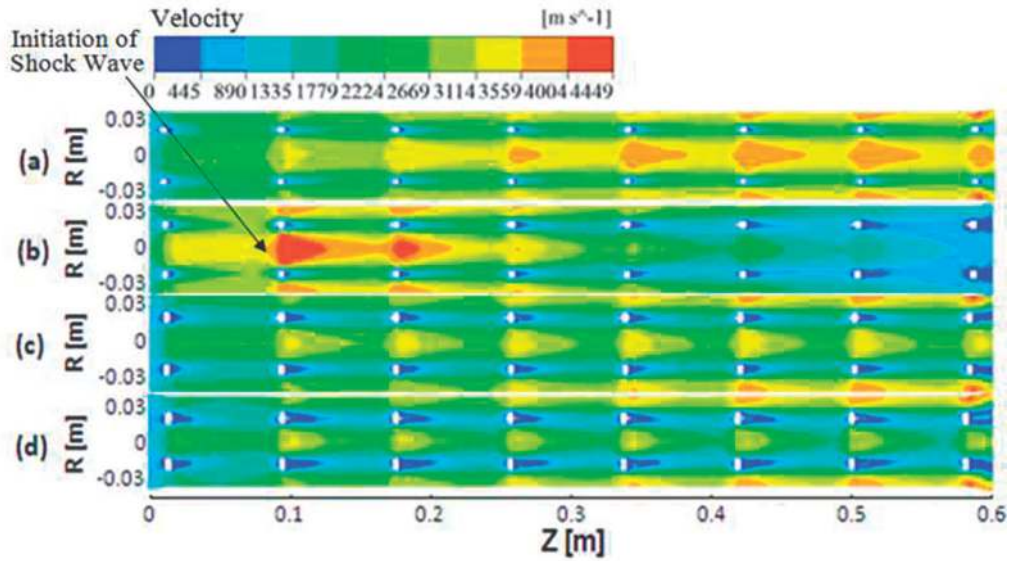 Velocity [m s^-1]
Initiation of
Shock Wave
0 445 890 1335 1779 2224 2669 3114 3559 4004 4449
(a) R [m] 0.03 0 -0.03
(b) R [m] 0.03 0 -0.03
(c) R [m] 0.03 0 -0.03
(d) R [m] 0.03 0 -0.03
0 0.1 0.2 0.3 0.4 0.5 0.6
Z [m]